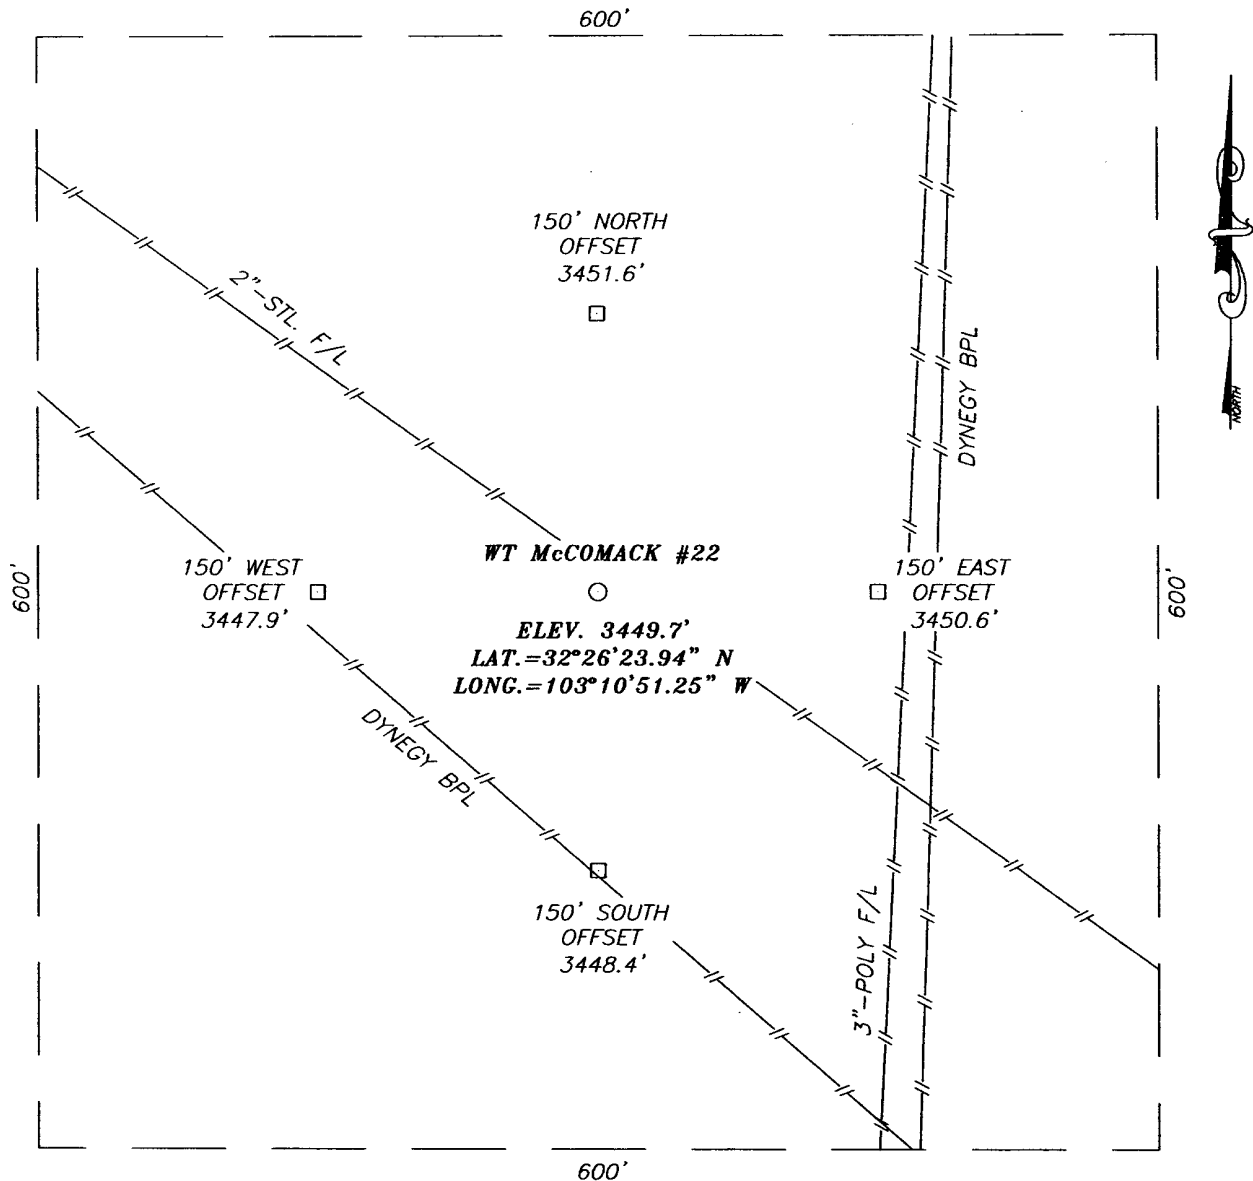 600'
150' NORTH
OFFSET
3451.6'
2"-STL. F/L
DYNEGY BPL
NORTH
WT McCOMACK #22
150' WEST
OFFSET
3447.9'
150' EAST
OFFSET
3450.6'
600'
600'
ELEV. 3449.7'
LAT.=32°26'23.94" N
LONG.=103°10'51.25" W
DYNEGY BPL
150' SOUTH
OFFSET
3448.4'
3"-POLY F/L
600'